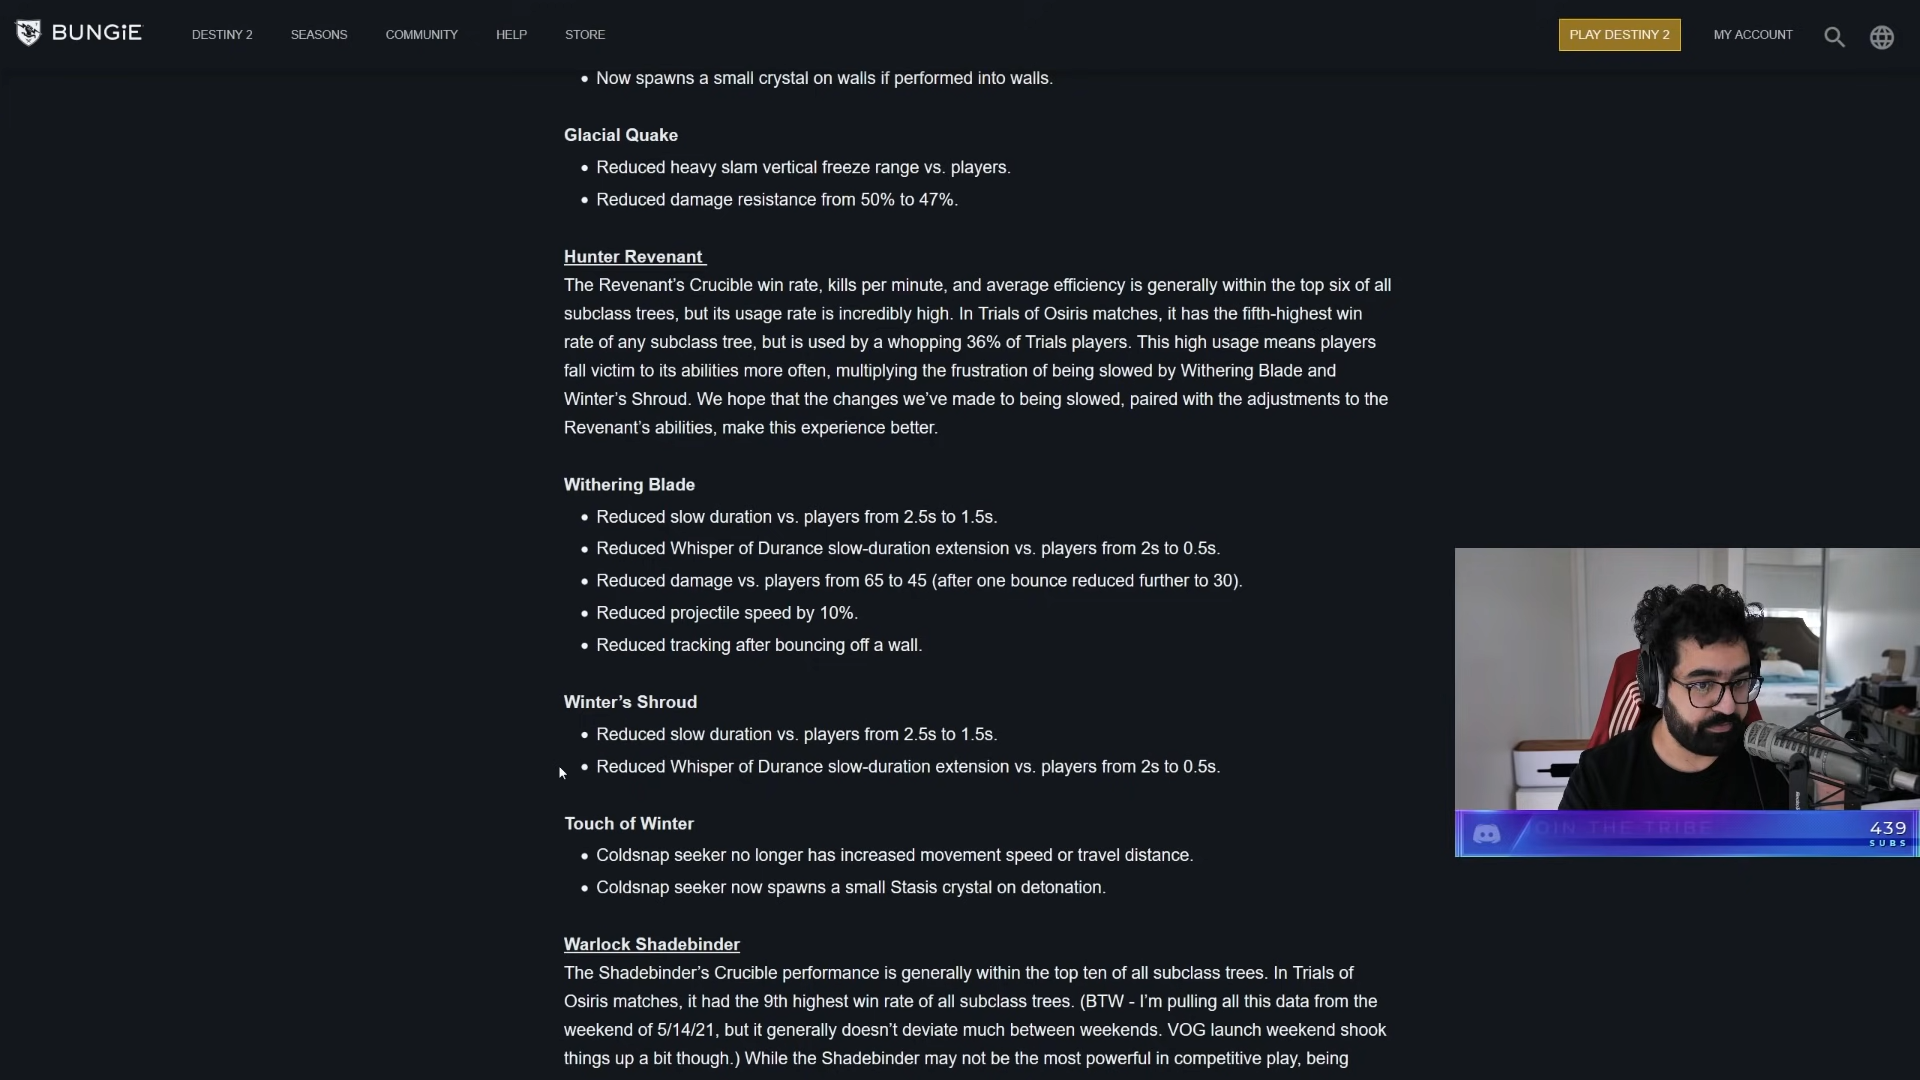 BUNGiE
DESTINY 2
SEASONS
COMMUNITY
HELP
STORE
PLAY DESTINY 2
MY ACCOUNT
• Now spawns a small crystal on walls if performed into walls.
Glacial Quake
• Reduced heavy slam vertical freeze range vs. players.
• Reduced damage resistance from 50% to 47%.
Hunter Revenant
The Revenant’s Crucible win rate, kills per minute, and average efficiency is generally within the top six of all
subclass trees, but its usage rate is incredibly high. In Trials of Osiris matches, it has the fifth-highest win
rate of any subclass tree, but is used by a whopping 36% of Trials players. This high usage means players
fall victim to its abilities more often, multiplying the frustration of being slowed by Withering Blade and
Winter’s Shroud. We hope that the changes we’ve made to being slowed, paired with the adjustments to the
Revenant’s abilities, make this experience better.
Withering Blade
• Reduced slow duration vs. players from 2.5s to 1.5s.
• Reduced Whisper of Durance slow-duration extension vs. players from 2s to 0.5s.
• Reduced damage vs. players from 65 to 45 (after one bounce reduced further to 30).
• Reduced projectile speed by 10%.
• Reduced tracking after bouncing off a wall.
Winter’s Shroud
• Reduced slow duration vs. players from 2.5s to 1.5s.
• Reduced Whisper of Durance slow-duration extension vs. players from 2s to 0.5s.
Touch of Winter
• Coldsnap seeker no longer has increased movement speed or travel distance.
• Coldsnap seeker now spawns a small Stasis crystal on detonation.
Warlock Shadebinder
The Shadebinder’s Crucible performance is generally within the top ten of all subclass trees. In Trials of
Osiris matches, it had the 9th highest win rate of all subclass trees. (BTW - I’m pulling all this data from the
weekend of 5/14/21, but it generally doesn’t deviate much between weekends. VOG launch weekend shook
things up a bit though.) While the Shadebinder may not be the most powerful in competitive play, being
OIN THE TRIBE
439
SUBS